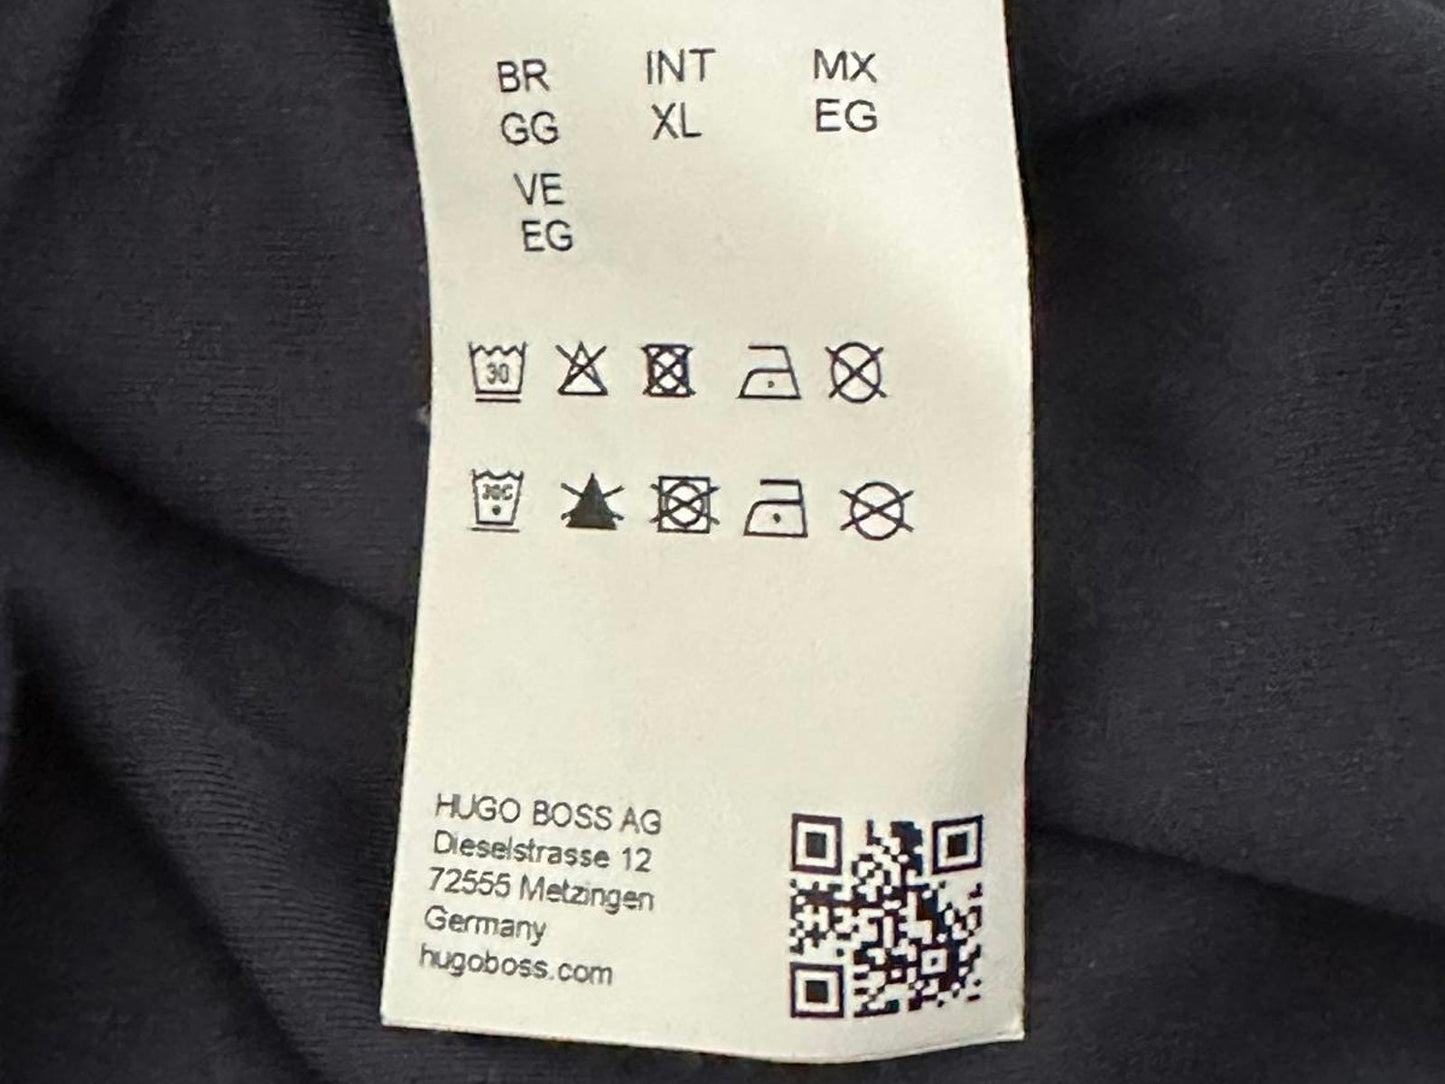 BR INT MX
GG XL EG
VE
EG
30
30C
HUGO BOSS AG
Dieselstrasse 12
72555 Metzingen
Germany
hugoboss.com